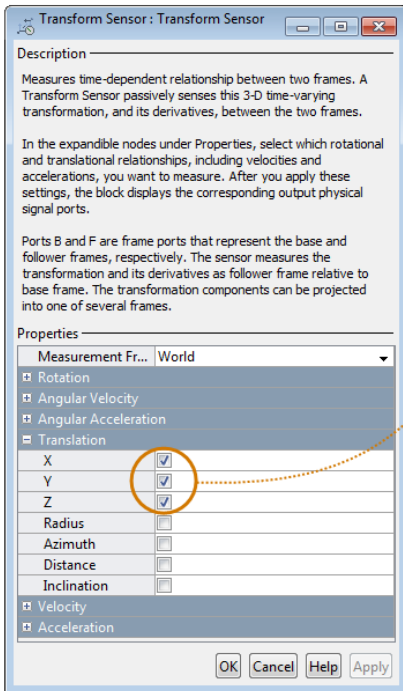 Transform Sensor : Transform Sensor
Description
Measures time-dependent relationship between two frames. A
Transform Sensor passively senses this 3-D time-varying
transformation, and its derivatives, between the two frames.
In the expandible nodes under Properties, select which rotational
and translational relationships, including velocities and
accelerations, you want to measure. After you apply these
settings, the block displays the corresponding output physical
signal ports.
Ports B and F are frame ports that represent the base and
follower frames, respectively. The sensor measures the
transformation and its derivatives as follower frame relative to
base frame. The transformation components can be projected
into one of several frames.
Properties
Measurement Fr... World
Rotation
Angular Velocity
Angular Acceleration
Translation
X
Y
Z
Radius
Azimuth
Distance
Inclination
Velocity
Acceleration
OK Cancel Help Apply